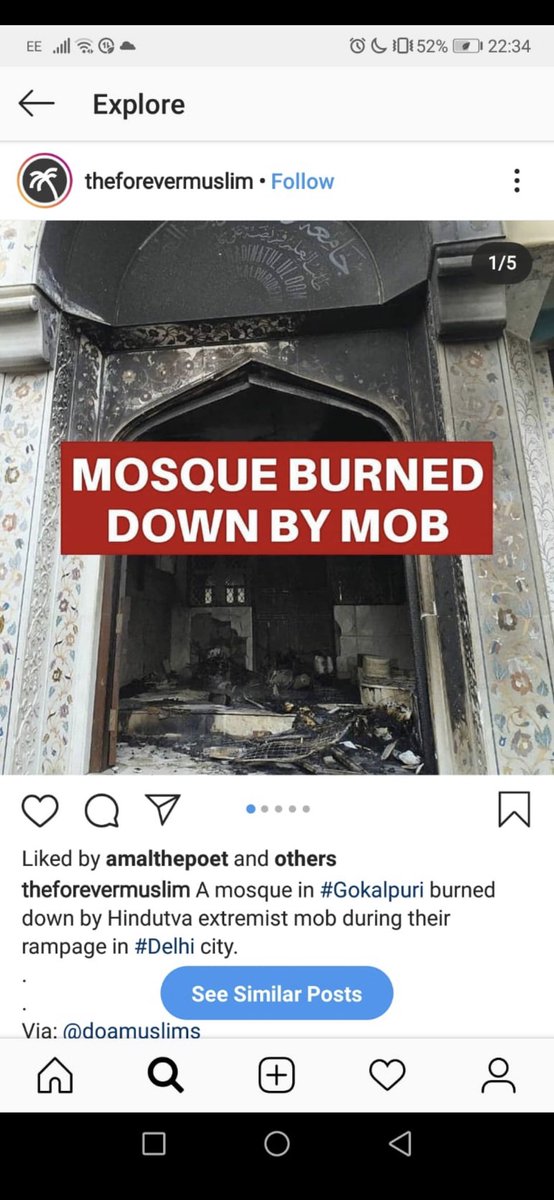 EE
52%
22:34
Explore
theforevermuslim • Follow
1/5
MOSQUE BURNED
DOWN BY MOB
Liked by amalthepoet and others
theforevermuslim A mosque in #Gokalpuri burned
down by Hindutva extremist mob during their
rampage in #Delhi city.
.
.
See Similar Posts
Via: @doamuslims